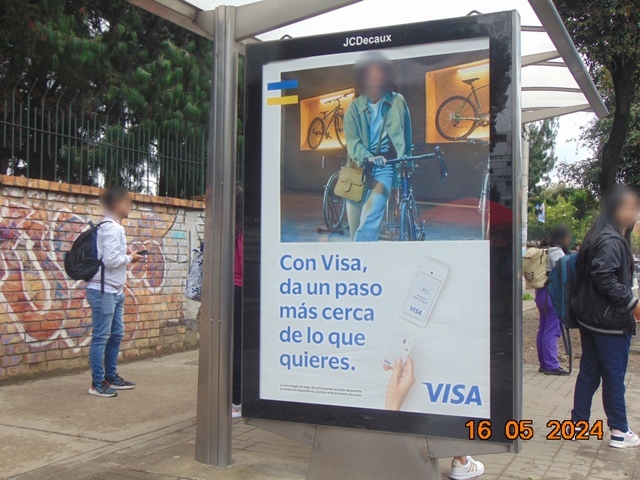 JCDecaux
Con Visa,
da un paso
más cerca
de lo que
quieres.
VISA
VISA
16 05 2024